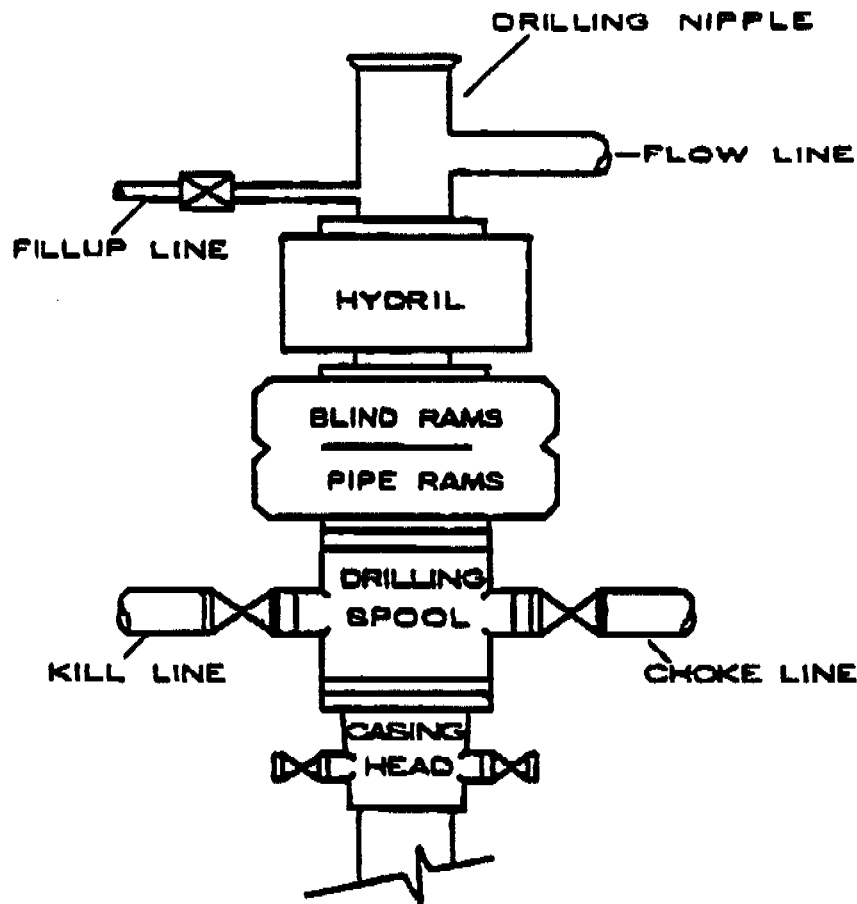 DRILLING NIPPLE
FLOW LINE
FILLUP LINE
HYDRIL
BLIND RAMS
PIPE RAMS
DRILLING
SPOOL
KILL LINE
CHOKE LINE
CASING
HEAD